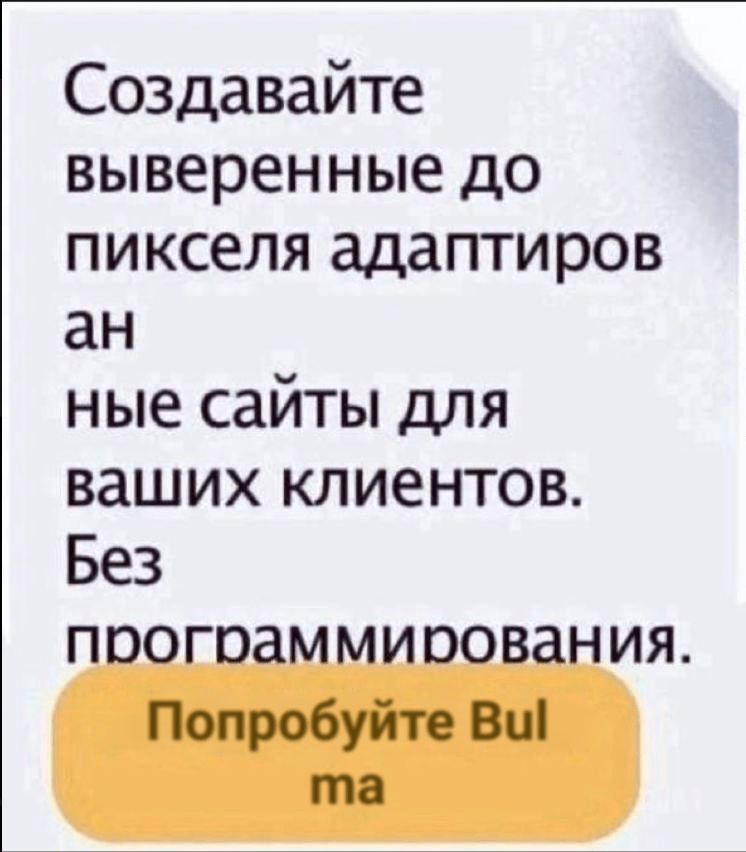 Создавайте
выверенные до
пикселя адаптиров
ан
ные сайты для
ваших клиентов.
Без
программирования.
Попробуйте Bul
ma